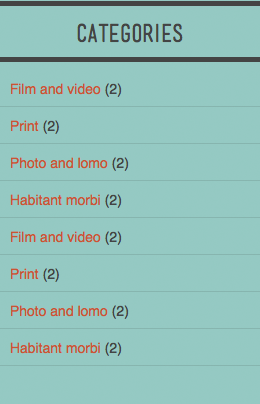 CATEGORIES
Film and video (2)
Print (2)
Photo and lomo (2)
Habitant morbi (2)
Film and video (2)
Print (2)
Photo and lomo (2)
Habitant morbi (2)